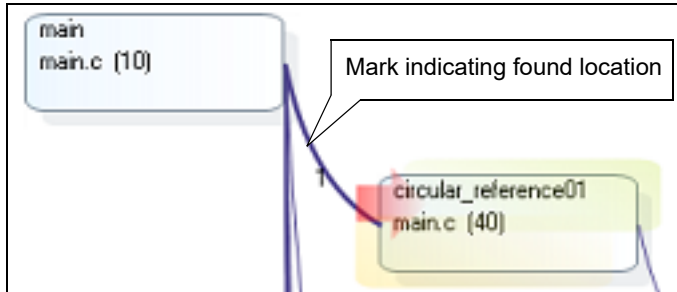 main
main.c (10)
Mark indicating found location
1
circular_reference01
main.c (40)